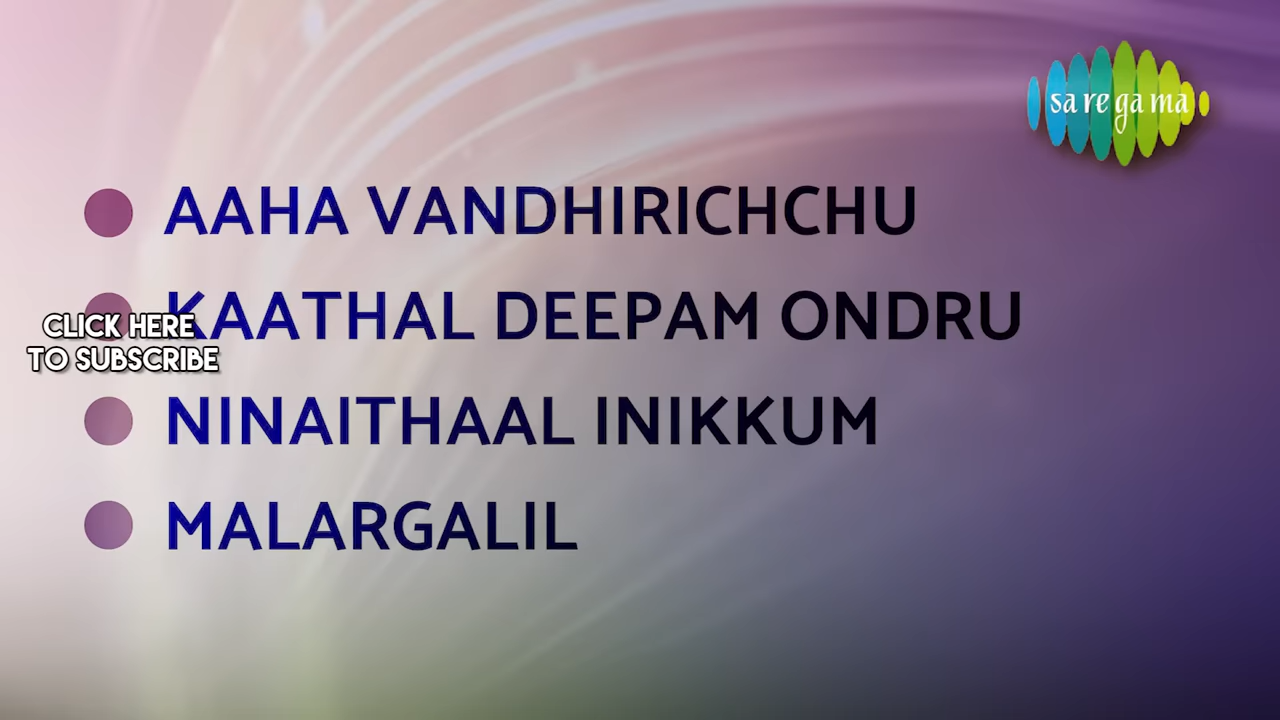 sa re ga ma
AAHA VANDHIRICHCHU
KAATHAL DEEPAM ONDRU
CLICK HERE
TO SUBSCRIBE
NINAITHAAL INIKKUM
MALARGALIL